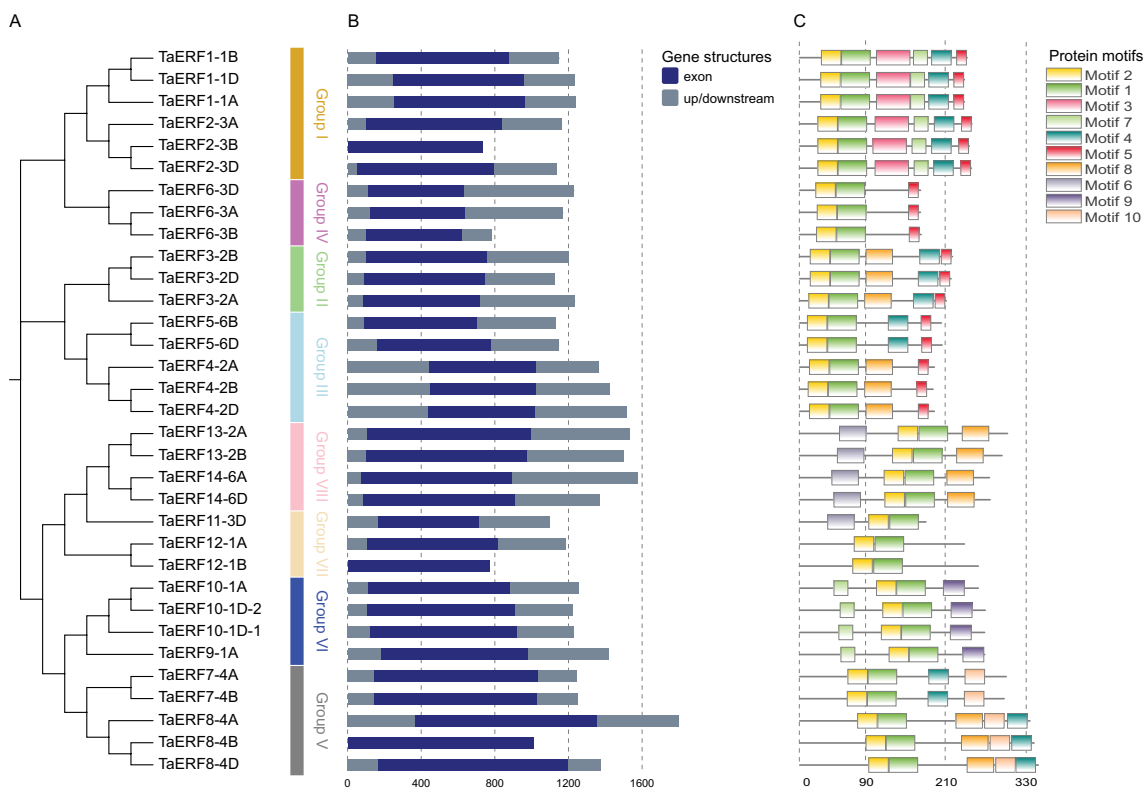 A
B
C
TaERF1-1B
TaERF1-1D
TaERF1-1A
TaERF2-3A
TaERF2-3B
TaERF2-3D
TaERF6-3D
TaERF6-3A
TaERF6-3B
TaERF3-2B
TaERF3-2D
TaERF3-2A
TaERF5-6B
TaERF5-6D
TaERF4-2A
TaERF4-2B
TaERF4-2D
TaERF13-2A
TaERF13-2B
TaERF14-6A
TaERF14-6D
TaERF11-3D
TaERF12-1A
TaERF12-1B
TaERF10-1A
TaERF10-1D-2
TaERF10-1D-1
TaERF9-1A
TaERF7-4A
TaERF7-4B
TaERF8-4A
TaERF8-4B
TaERF8-4D
Group I
Group IV
Group II
Group III
Group VIII
Group VII
Group VI
Group V
Gene structures
exon
up/downstream
0 400 800 1200 1600
Protein motifs
Motif 2
Motif 1
Motif 3
Motif 7
Motif 4
Motif 5
Motif 8
Motif 6
Motif 9
Motif 10
0 90 210 330